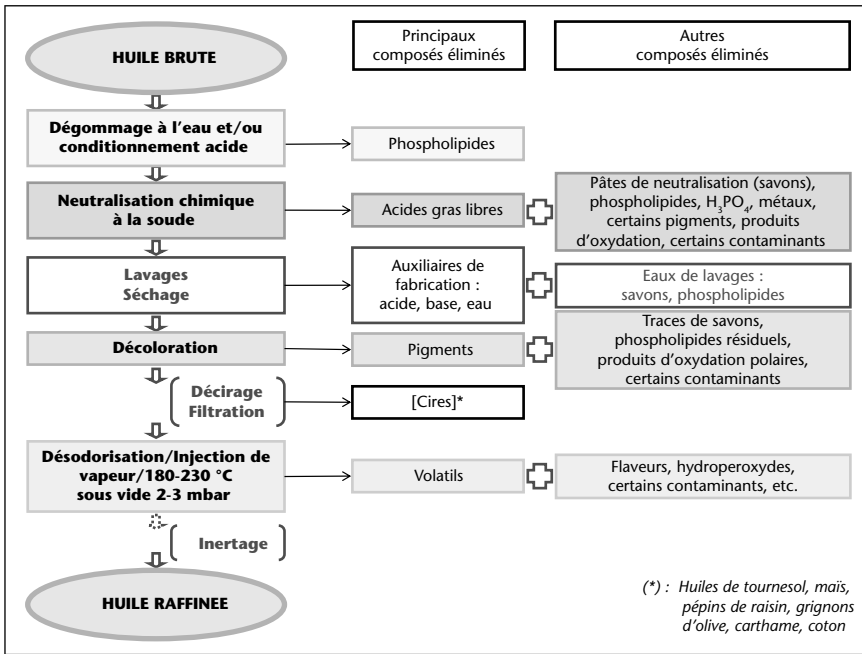 HUILE BRUTE
Principaux
composés éliminés
Autres
composés éliminés
Dégommage à l'eau et/ou
conditionnement acide
Phospholipides
Neutralisation chimique
à la soude
Acides gras libres
Pâtes de neutralisation (savons),
phospholipides, H₃PO₄, métaux,
certains pigments, produits
d'oxydation, certains contaminants
Lavages
Séchage
Auxiliaires de
fabrication :
acide, base, eau
Eaux de lavages :
savons, phospholipides
Décoloration
Pigments
Traces de savons,
phospholipides résiduels,
produits d'oxydation polaires,
certains contaminants
Décirage
Filtration
[Cires]*
Désodorisation/Injection de
vapeur/180-230 °C
sous vide 2-3 mbar
Volatils
Flaveurs, hydroperoxydes,
certains contaminants, etc.
Inertage
HUILE RAFFINEE
(*) : Huiles de tournesol, maïs,
pépins de raisin, grignons
d'olive, carthame, coton